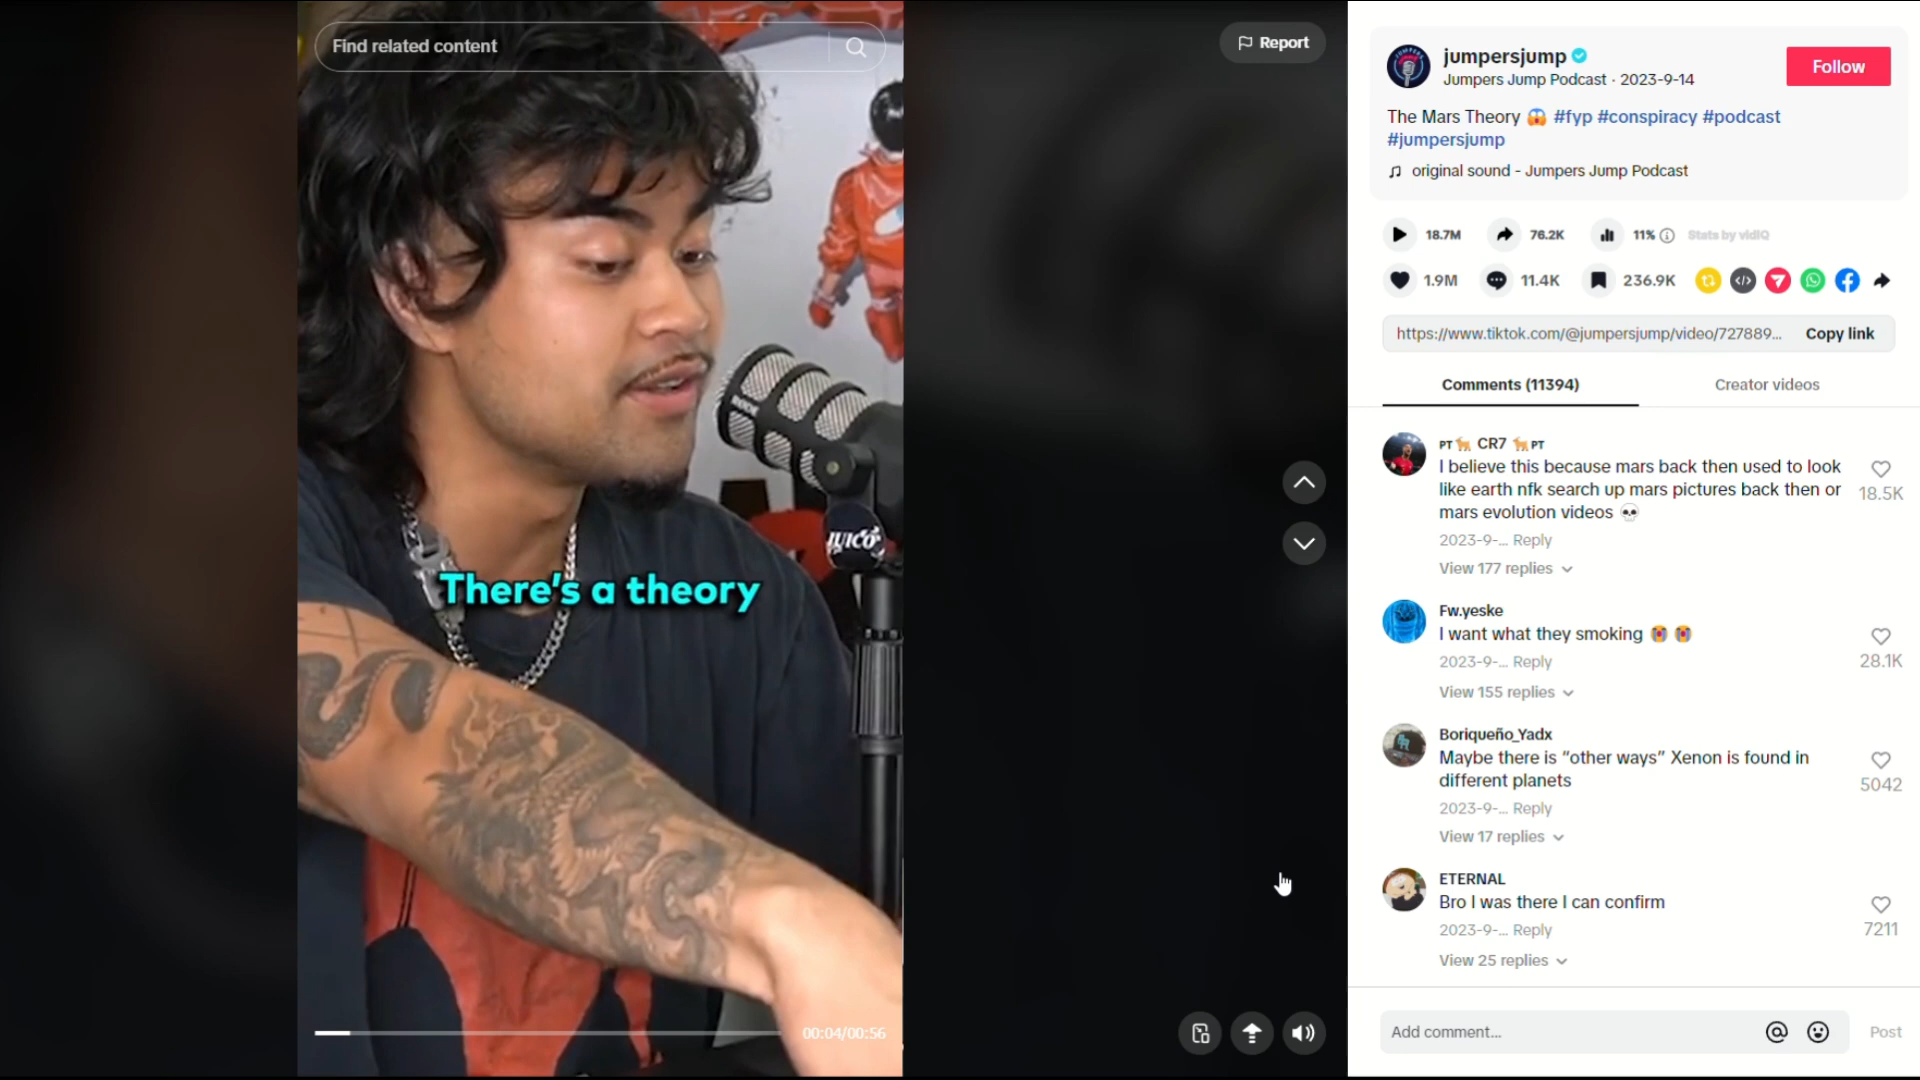 Find related content
Report
There's a theory
JUICO
00:04/00:56
jumpersjump
Jumpers Jump Podcast · 2023-9-14
Follow
The Mars Theory 😱 #fyp #conspiracy #podcast
#jumpersjump
original sound - Jumpers Jump Podcast
18.7M
76.2K
11%
Stats by vidIQ
1.9M
11.4K
236.9K
https://www.tiktok.com/@jumpersjump/video/727889...
Copy link
Comments (11394)
Creator videos
PT🐐 CR7 🐐PT
I believe this because mars back then used to look
like earth nfk search up mars pictures back then or
mars evolution videos 💀
18.5K
2023-9-... Reply
View 177 replies
Fw.yeske
I want what they smoking 😭 😭
28.1K
2023-9-... Reply
View 155 replies
Boriqueño_Yadx
Maybe there is “other ways” Xenon is found in
different planets
5042
2023-9-... Reply
View 17 replies
ETERNAL
Bro I was there I can confirm
7211
2023-9-... Reply
View 25 replies
Add comment...
Post